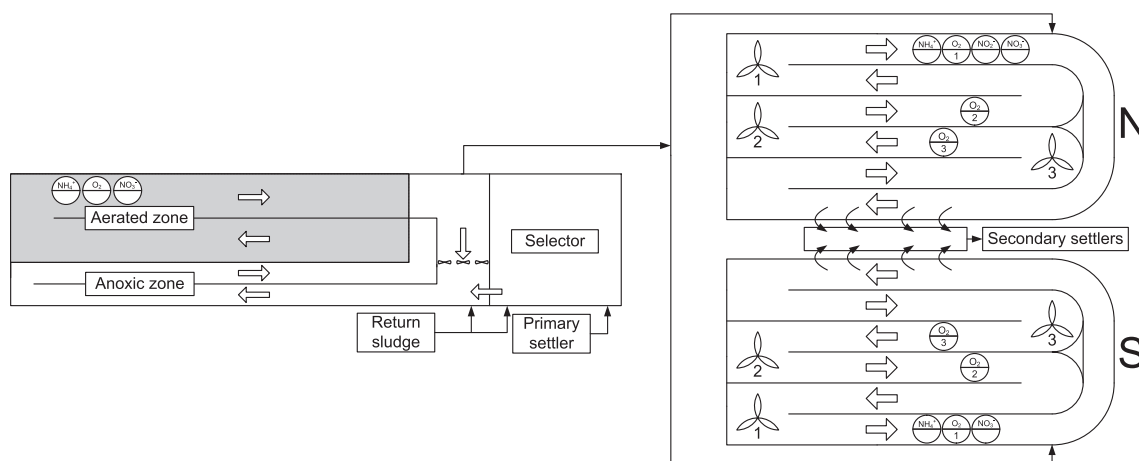 NH₄⁺ O₂ NO₃⁻
Aerated zone
Anoxic zone
Selector
Return
sludge
Primary
settler
NH₄⁺ O₂ 1 NO₂⁻ NO₃⁻
1
O₂ 2
2
O₂ 3
3
N
Secondary settlers
3
O₂ 3
2
O₂ 2
S
1
NH₄⁺ O₂ 1 NO₃⁻